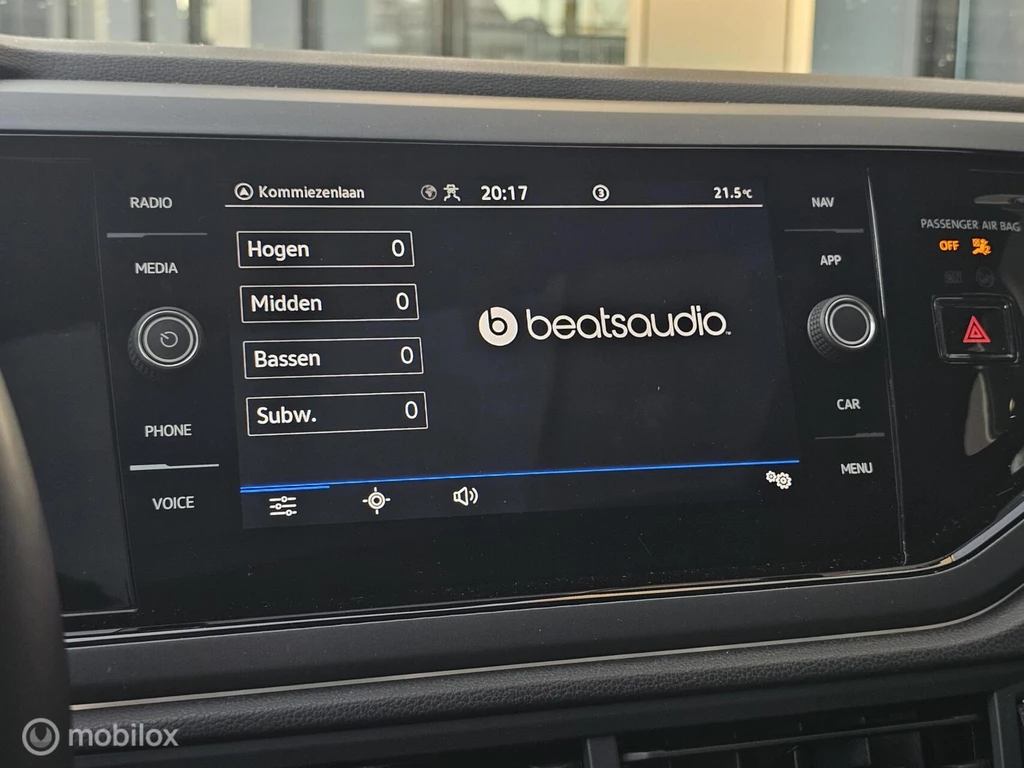 RADIO
MEDIA
PHONE
VOICE
Kommiezenlaan 20:17 3 21.5°C
Hogen 0
Midden 0
Bassen 0
Subw. 0
b beatsaudio™
NAV
APP
CAR
MENU
PASSENGER AIR BAG
OFF
mobilox